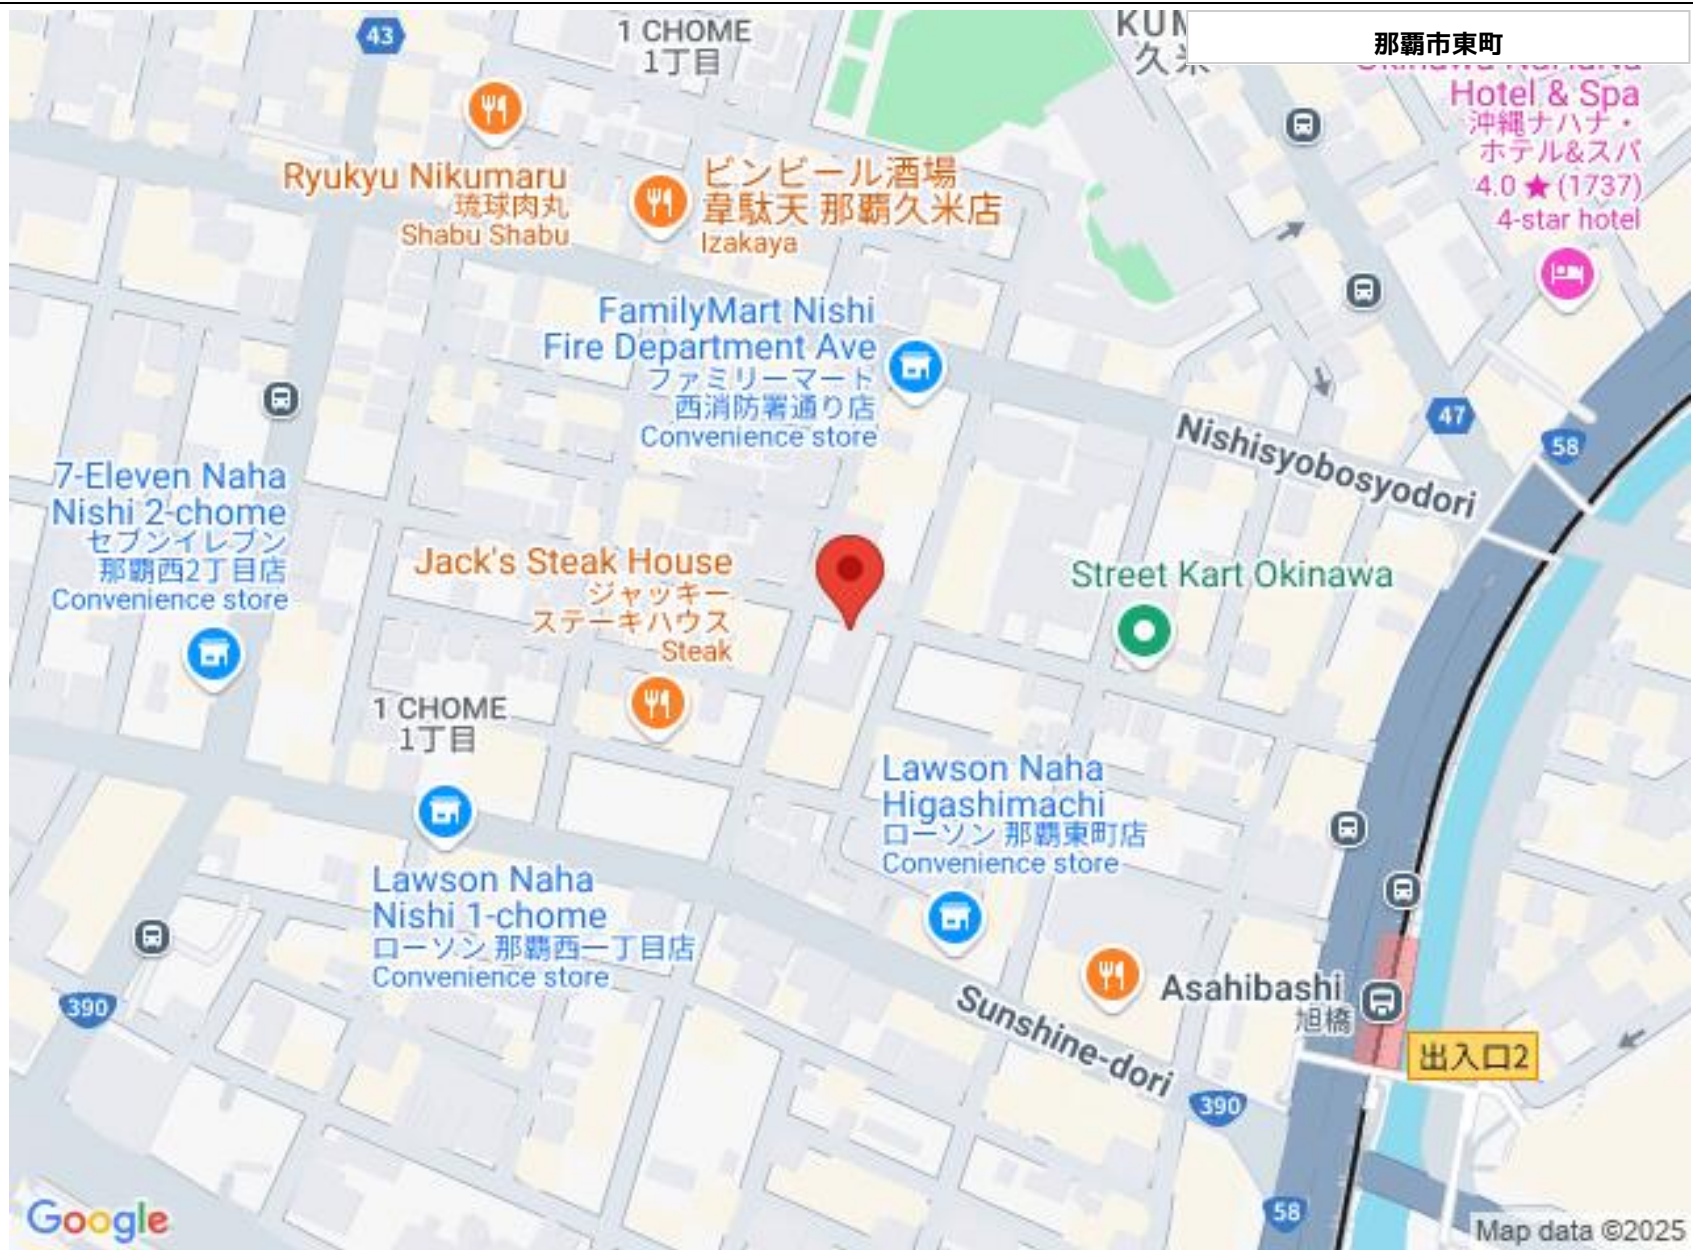 43
1 CHOME
1丁目
久米
那覇市東町
Hotel & Spa
沖縄ナハナ・
ホテル&スパ
4.0 ★ (1737)
4-star hotel
Ryukyu Nikumaru
琉球肉丸
Shabu Shabu
ビンビール酒場
韋駄天 那覇久米店
Izakaya
FamilyMart Nishi
Fire Department Ave
ファミリーマート
西消防署通り店
Convenience store
47
58
Nishisyobosyodori
7-Eleven Naha
Nishi 2-chome
セブンイレブン
那覇西2丁目店
Convenience store
Jack's Steak House
ジャッキー
ステーキハウス
Steak
Street Kart Okinawa
1 CHOME
1丁目
Lawson Naha
Higashimachi
ローソン 那覇東町店
Convenience store
Lawson Naha
Nishi 1-chome
ローソン 那覇西一丁目店
Convenience store
390
Asahibashi
旭橋
出入口2
Sunshine-dori
390
58
Google
Map data ©2025